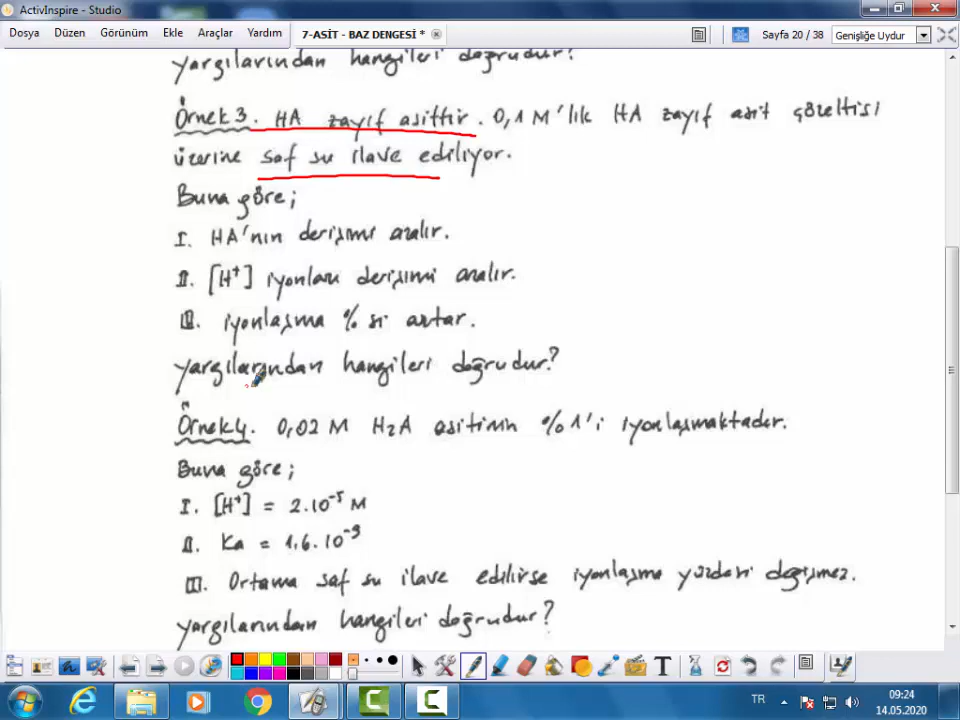 ActivInspire - Studio
Dosya Düzen Görünüm Ekle Araçlar Yardım 7-ASİT - BAZ DENGESİ * Sayfa 20 / 38 Genişliğe Uydur
yargılarından hangileri doğrudur?
Örnek 3. HA zayıf asittir. 0,1 M'lık HA zayıf asit çözeltisi
üzerine saf su ilave ediliyor.
Buna göre;
I. HA'nın derişimi azalır.
II. [H⁺] iyonları derişimi azalır.
III. iyonlaşma % si artar.
yargılarından hangileri doğrudur?
Örnek 4. 0,02 M H₂A asitinin %1'i iyonlaşmaktadır.
Buna göre;
I. [H⁺] = 2.10⁻⁵ M
II. Ka = 1,6.10⁻⁹
III. Ortama saf su ilave edilirse iyonlaşma yüzdesi değişmez.
yargılarından hangileri doğrudur?
TR 09:24
14.05.2020